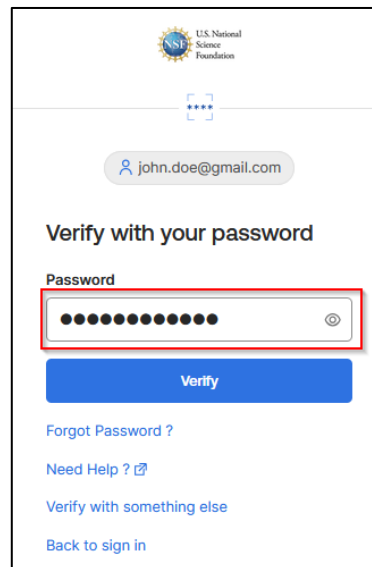 NSF
U.S. National
Science
Foundation
****
john.doe@gmail.com
Verify with your password
Password
●●●●●●●●●●●●
Verify
Forgot Password ?
Need Help ?
Verify with something else
Back to sign in